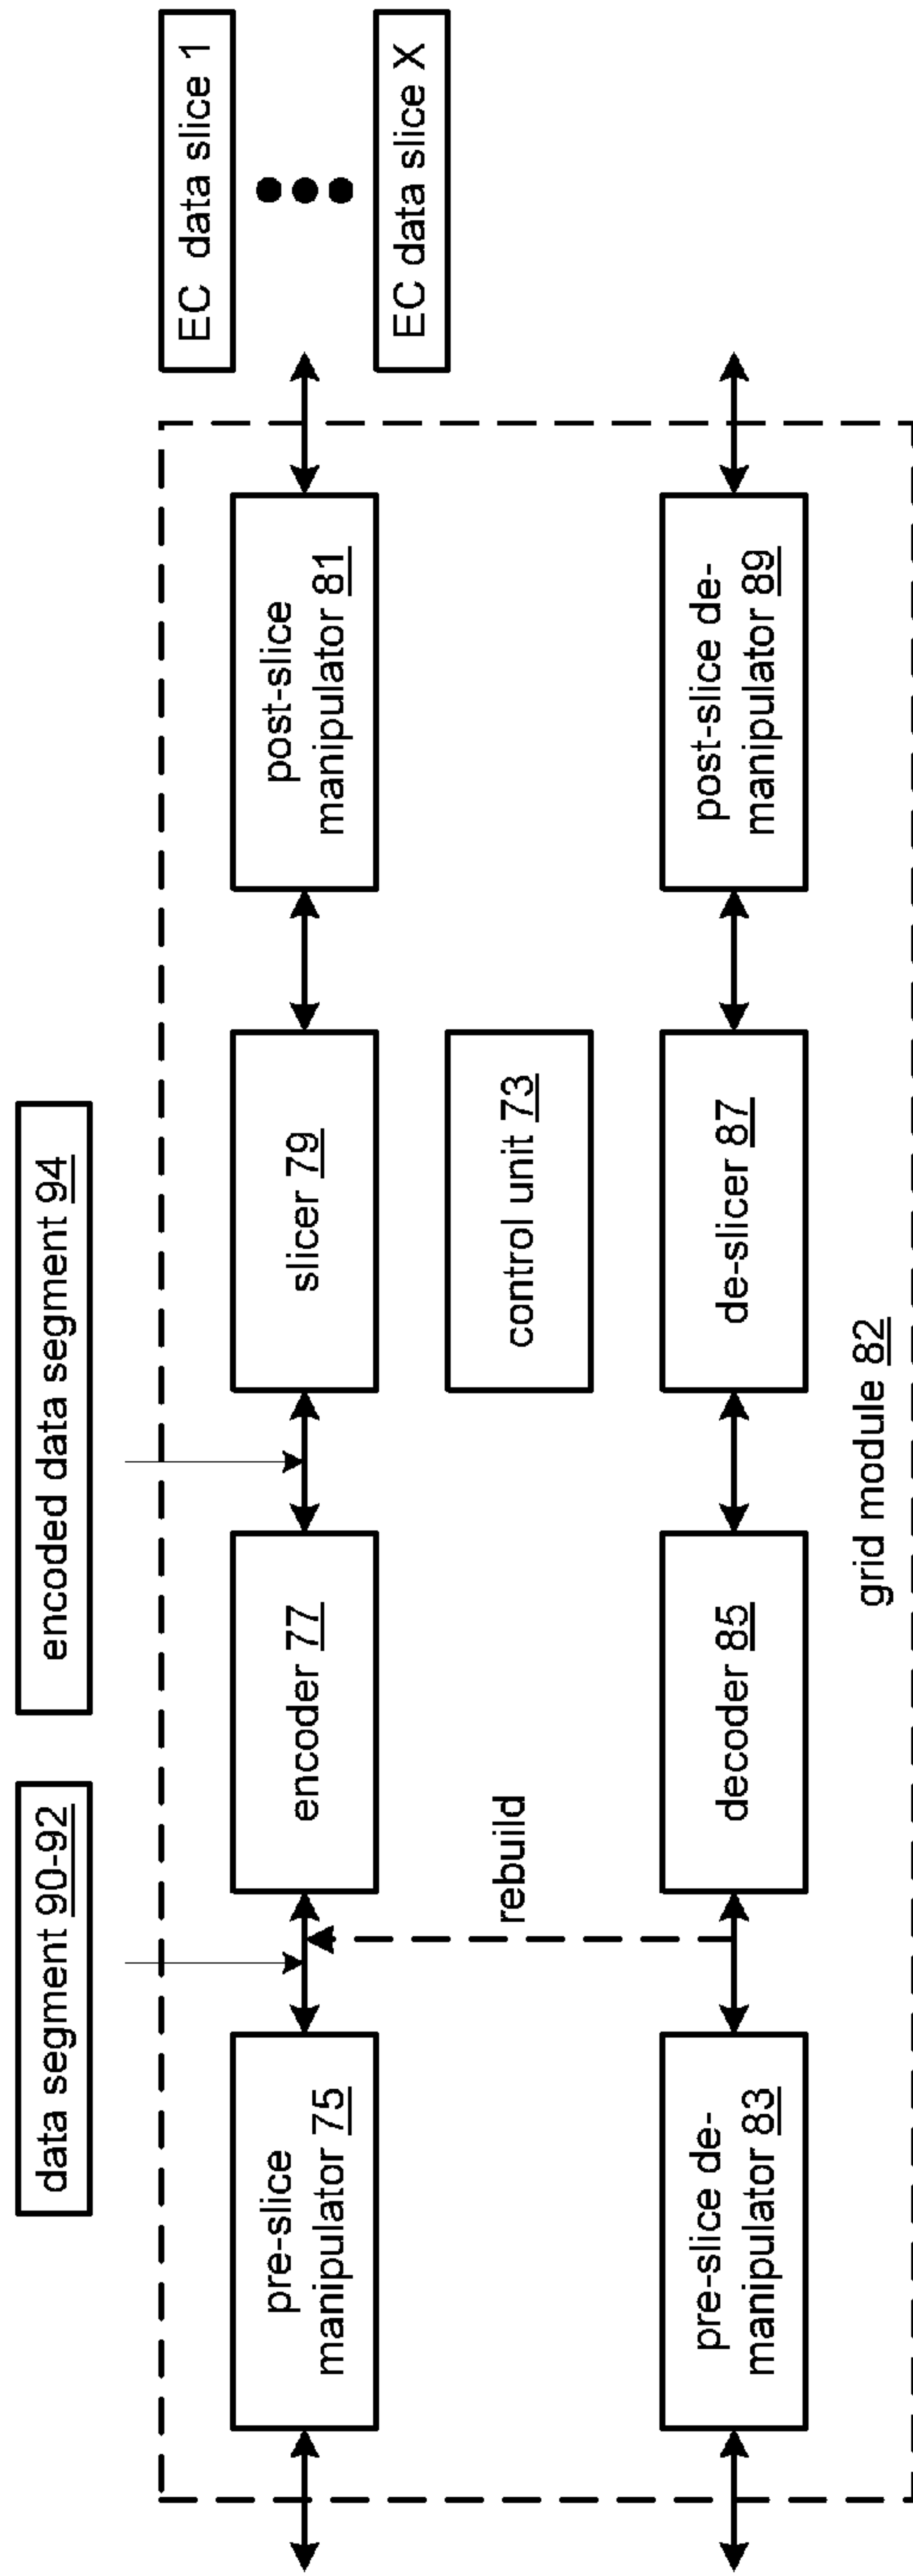 data segment 90-92
encoded data segment 94
EC data slice 1
EC data slice X
pre-slice
manipulator 75
encoder 77
slicer 79
post-slice
manipulator 81
rebuild
control unit 73
pre-slice de-
manipulator 83
decoder 85
de-slicer 87
post-slice de-
manipulator 89
grid module 82